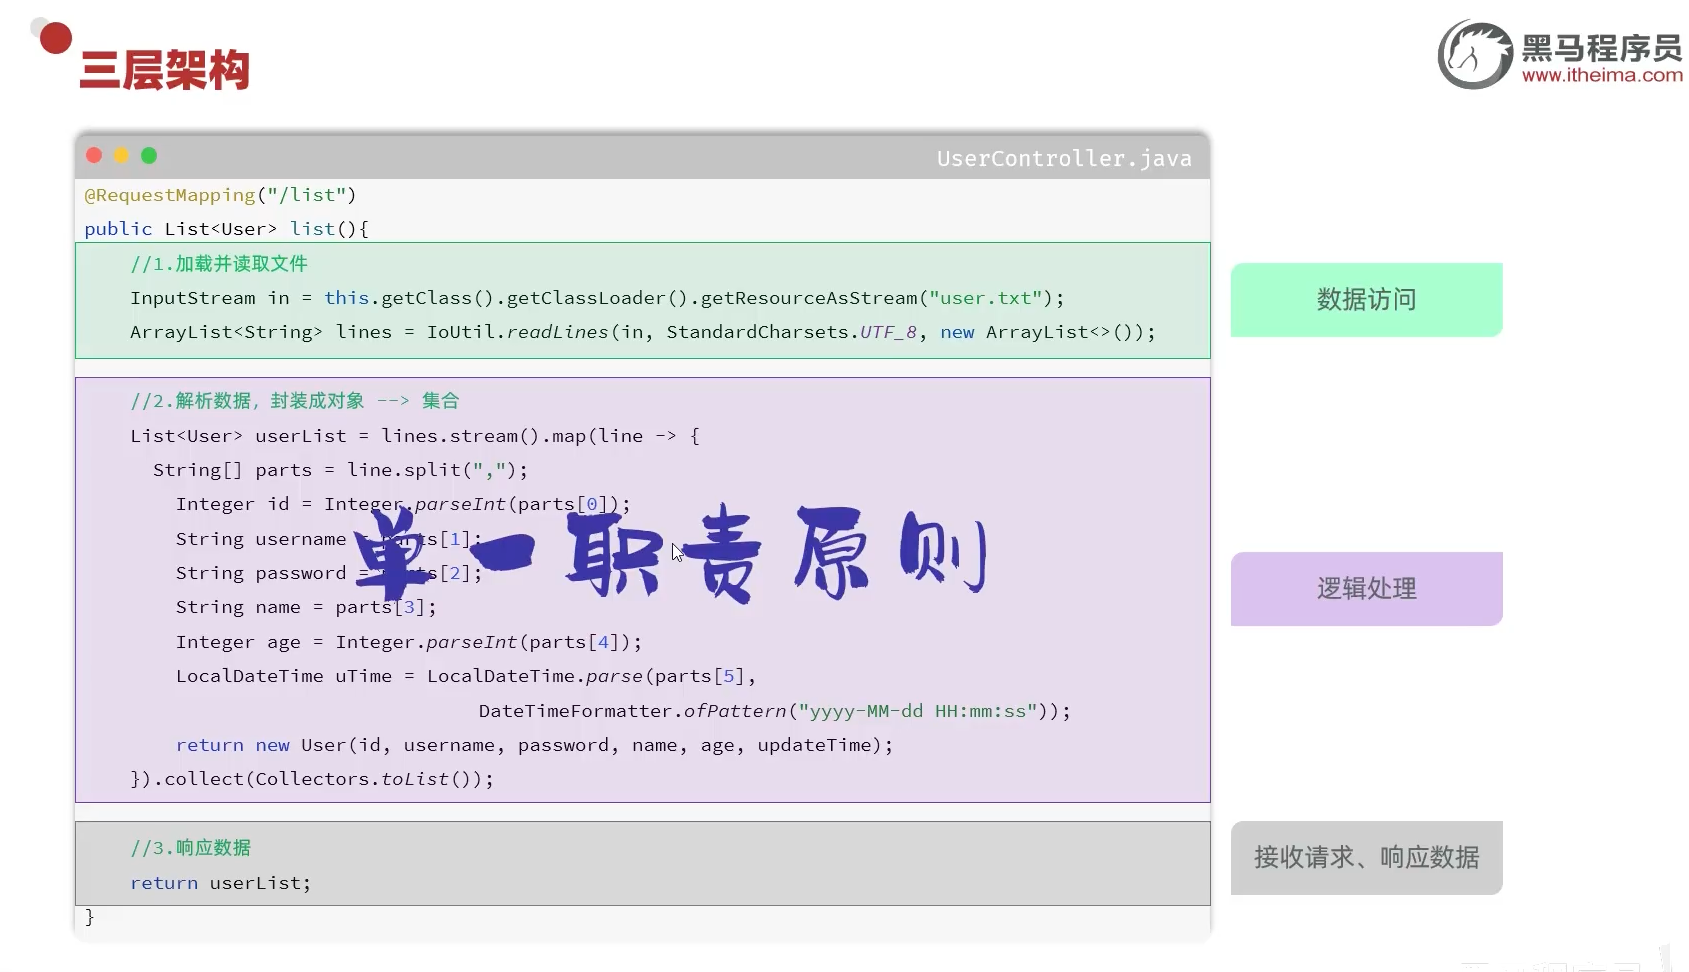 三层架构
黑马程序员
www.itheima.com
UserController.java
@RequestMapping("/list")
public List<User> list(){
//1.加载并读取文件
InputStream in = this.getClass().getClassLoader().getResourceAsStream("user.txt");
ArrayList<String> lines = IoUtil.readLines(in, StandardCharsets.UTF_8, new ArrayList<>());
数据访问
//2.解析数据，封装成对象 --> 集合
List<User> userList = lines.stream().map(line -> {
String[] parts = line.split(",");
Integer id = Integer.parseInt(parts[0]);
String username = parts[1];
String password = parts[2];
String name = parts[3];
Integer age = Integer.parseInt(parts[4]);
LocalDateTime uTime = LocalDateTime.parse(parts[5],
DateTimeFormatter.ofPattern("yyyy-MM-dd HH:mm:ss"));
return new User(id, username, password, name, age, updateTime);
}).collect(Collectors.toList());
单一职责原则
逻辑处理
//3.响应数据
return userList;
}
接收请求、响应数据